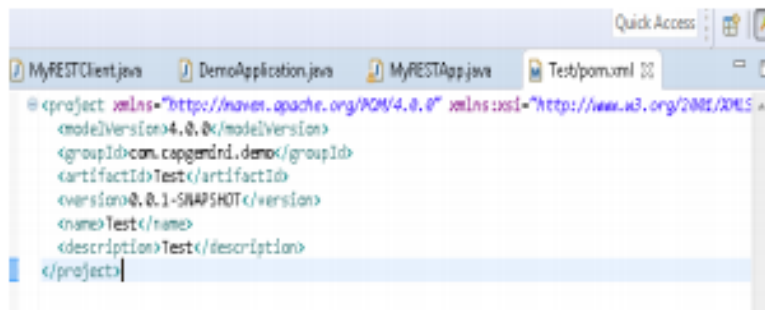 Quick Access
MyRESTClient.java DemoApplication.java MyRESTApp.java Test/pom.xml
<project xmlns="http://maven.apache.org/POM/4.0.0" xmlns:xsi="http://www.w3.org/2001/XMLS
<modelVersion>4.0.0</modelVersion>
<groupId>com.capgemini.demo</groupId>
<artifactId>Test</artifactId>
<version>0.0.1-SNAPSHOT</version>
<name>Test</name>
<description>Test</description>
</project>